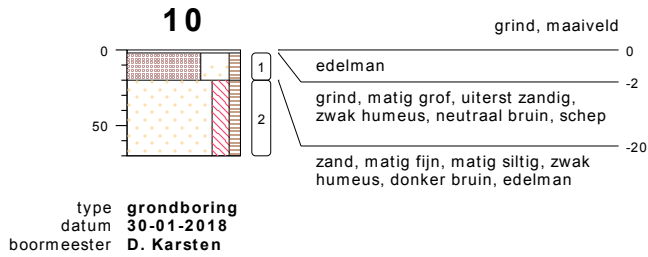 10
grind, maaiveld
0
0
edelman
-2
1
grind, matig grof, uiterst zandig,
zwak humeus, neutraal bruin, schep
50
2
-20
zand, matig fijn, matig siltig, zwak
humeus, donker bruin, edelman
type grondboring
datum 30-01-2018
boormeester D. Karsten